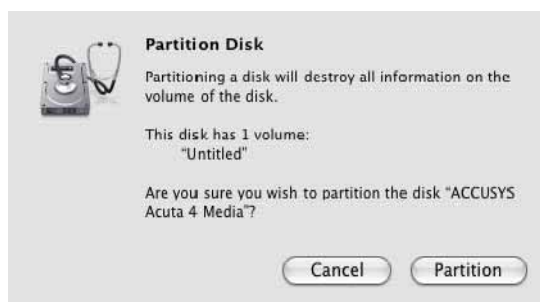 Partition Disk
Partitioning a disk will destroy all information on the
volume of the disk.
This disk has 1 volume:
"Untitled"
Are you sure you wish to partition the disk "ACCUSYS
Acuta 4 Media"?
Cancel Partition